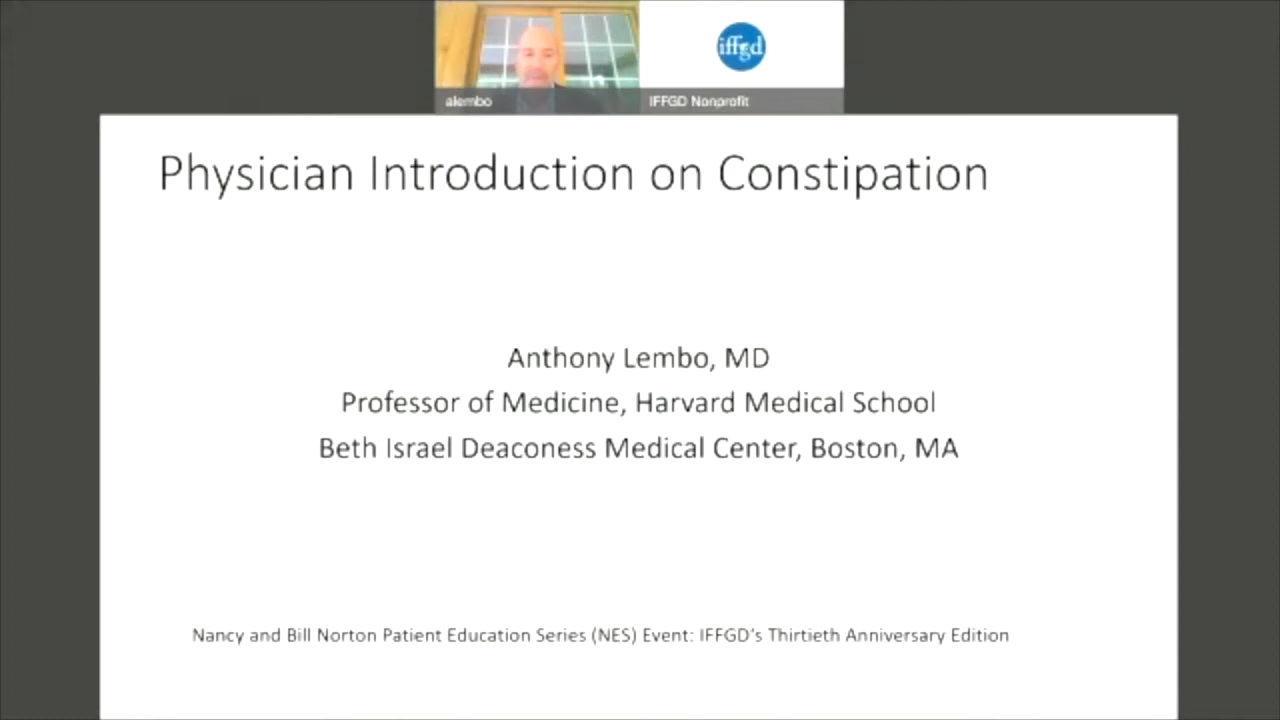 iffgd
alembo
IFFGD Nonprofit
Physician Introduction on Constipation
Anthony Lembo, MD
Professor of Medicine, Harvard Medical School
Beth Israel Deaconess Medical Center, Boston, MA
Nancy and Bill Norton Patient Education Series (NES) Event: IFFGD’s Thirtieth Anniversary Edition